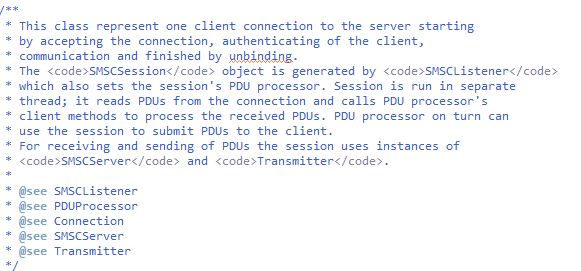 /**
* This class represent one client connection to the server starting
* by accepting the connection, authenticating of the client,
* communication and finished by unbinding.
* The <code>SMSCSession</code> object is generated by <code>SMSCListener</code>
* which also sets the session's PDU processor. Session is run in separate
* thread; it reads PDUs from the connection and calls PDU processor's
* client methods to process the received PDUs. PDU processor on turn can
* use the session to submit PDUs to the client.
* For receiving and sending of PDUs the session uses instances of
* <code>SMSCServer</code> and <code>Transmitter</code>.
*
* @see SMSCListener
* @see PDUProcessor
* @see Connection
* @see SMSCServer
* @see Transmitter
*/